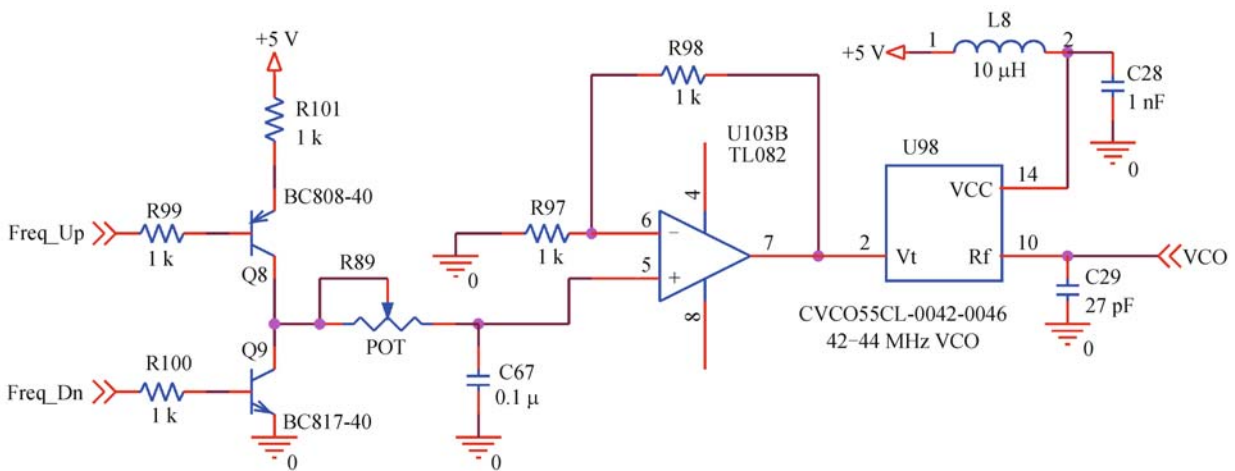 L8
+5 V
1
2
10 μH
C28
1 nF
0
+5 V
R101
1 k
R98
1 k
U103B
TL082
U98
BC808-40
4
VCC
14
R99
Freq_Up
1 k
Q8
R97
1 k
0
6
−
5
+
7
2
Vt
Rf
10
VCO
R89
POT
8
C29
27 pF
0
CVCO55CL-0042-0046
42−44 MHz VCO
Q9
R100
Freq_Dn
1 k
C67
0.1 μ
BC817-40
0
0